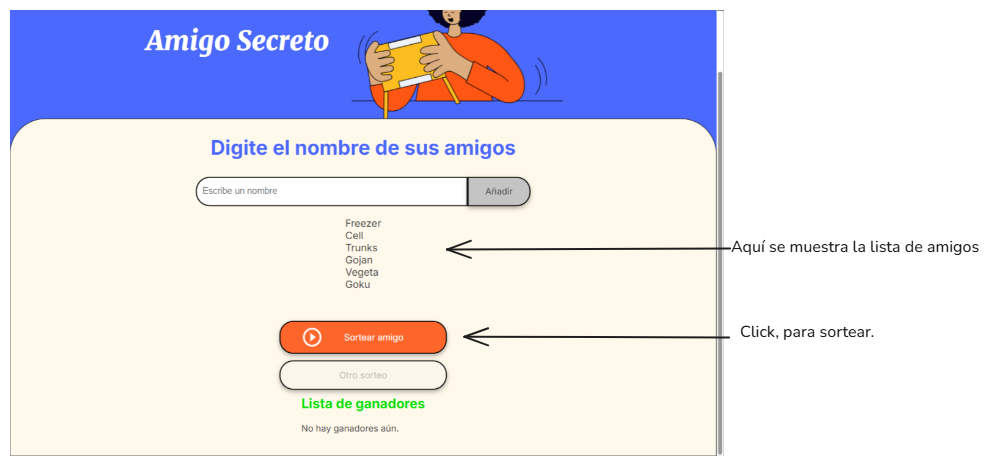 Amigo Secreto
Digite el nombre de sus amigos
Escribe un nombre
Añadir
Freezer
Cell
Trunks
Gojan
Vegeta
Goku
Aquí se muestra la lista de amigos
Sortear amigo
Click, para sortear.
Otro sorteo
Lista de ganadores
No hay ganadores aún.